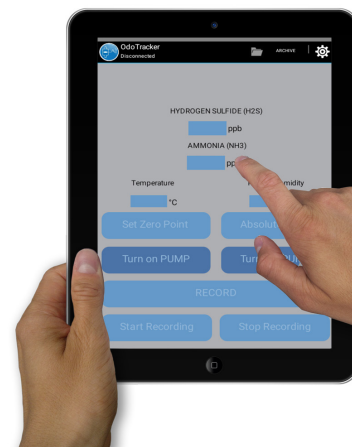 OdoTracker
Disconnected
ARCHIVE
HYDROGEN SULFIDE (H2S)
ppb
AMMONIA (NH3)
Temperature
°C
Set Zero Point
Turn on PUMP
RECORD
Start Recording
Stop Recording